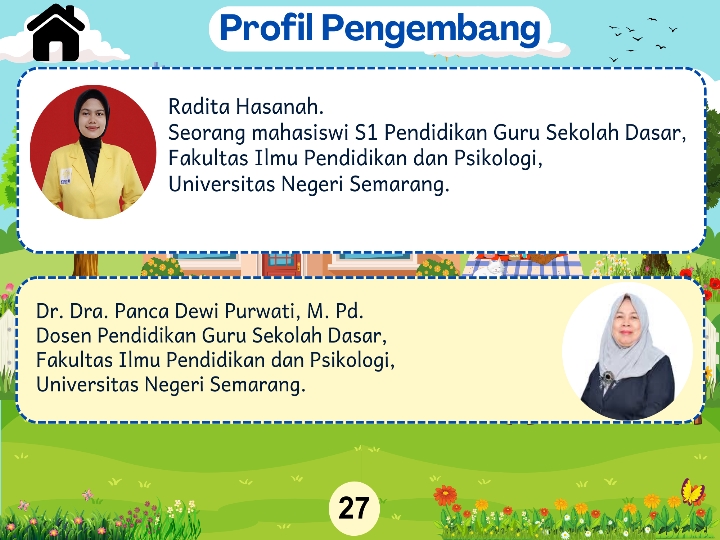 Profil Pengembang
Radita Hasanah.
Seorang mahasiswi S1 Pendidikan Guru Sekolah Dasar,
Fakultas Ilmu Pendidikan dan Psikologi,
Universitas Negeri Semarang.
Dr. Dra. Panca Dewi Purwati, M. Pd.
Dosen Pendidikan Guru Sekolah Dasar,
Fakultas Ilmu Pendidikan dan Psikologi,
Universitas Negeri Semarang.
27